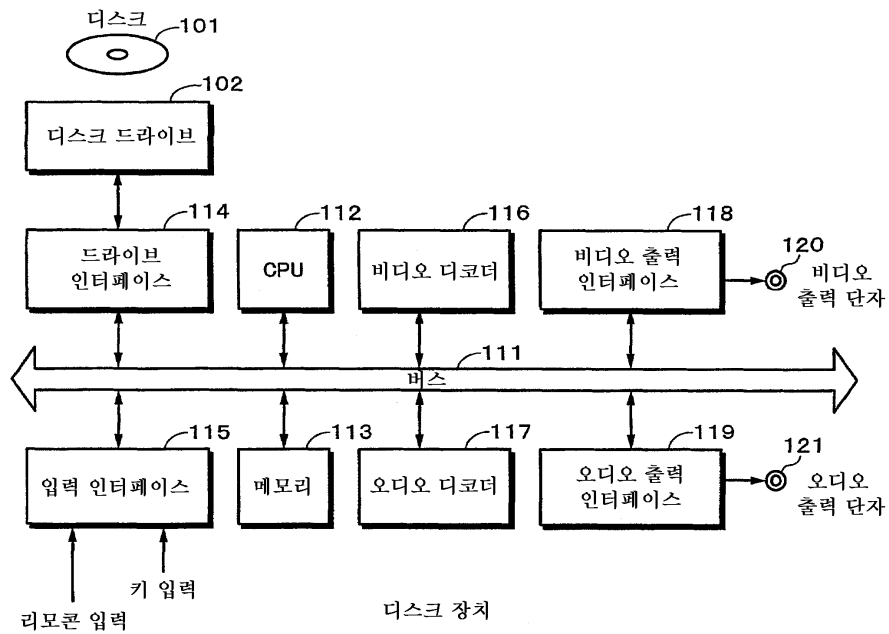 디스크
101
102
디스크 드라이브
114
드라이브
인터페이스
112
CPU
116
비디오 디코더
118
비디오 출력
인터페이스
120
비디오
출력 단자
111
버스
115
입력 인터페이스
113
메모리
117
오디오 디코더
119
오디오 출력
인터페이스
121
오디오
출력 단자
키 입력
리모콘 입력
디스크 장치